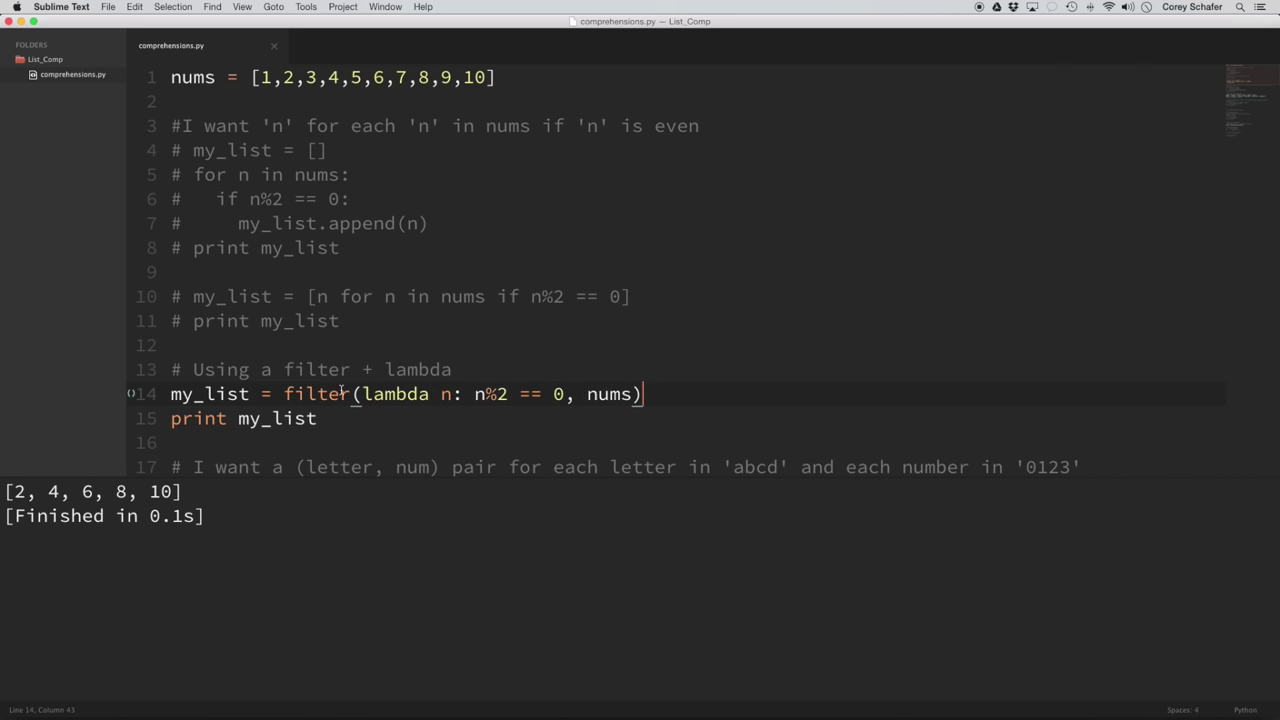 Sublime Text File Edit Selection Find View Goto Tools Project Window Help Corey Schafer
comprehensions.py — List_Comp
FOLDERS
List_Comp
comprehensions.py
comprehensions.py
1 nums = [1,2,3,4,5,6,7,8,9,10]
2
3 #I want 'n' for each 'n' in nums if 'n' is even
4 # my_list = []
5 # for n in nums:
6 #   if n%2 == 0:
7 #     my_list.append(n)
8 # print my_list
9
10 # my_list = [n for n in nums if n%2 == 0]
11 # print my_list
12
13 # Using a filter + lambda
14 my_list = filter(lambda n: n%2 == 0, nums)
15 print my_list
16
17 # I want a (letter, num) pair for each letter in 'abcd' and each number in '0123'
[2, 4, 6, 8, 10]
[Finished in 0.1s]
Line 14, Column 43 Spaces: 4 Python